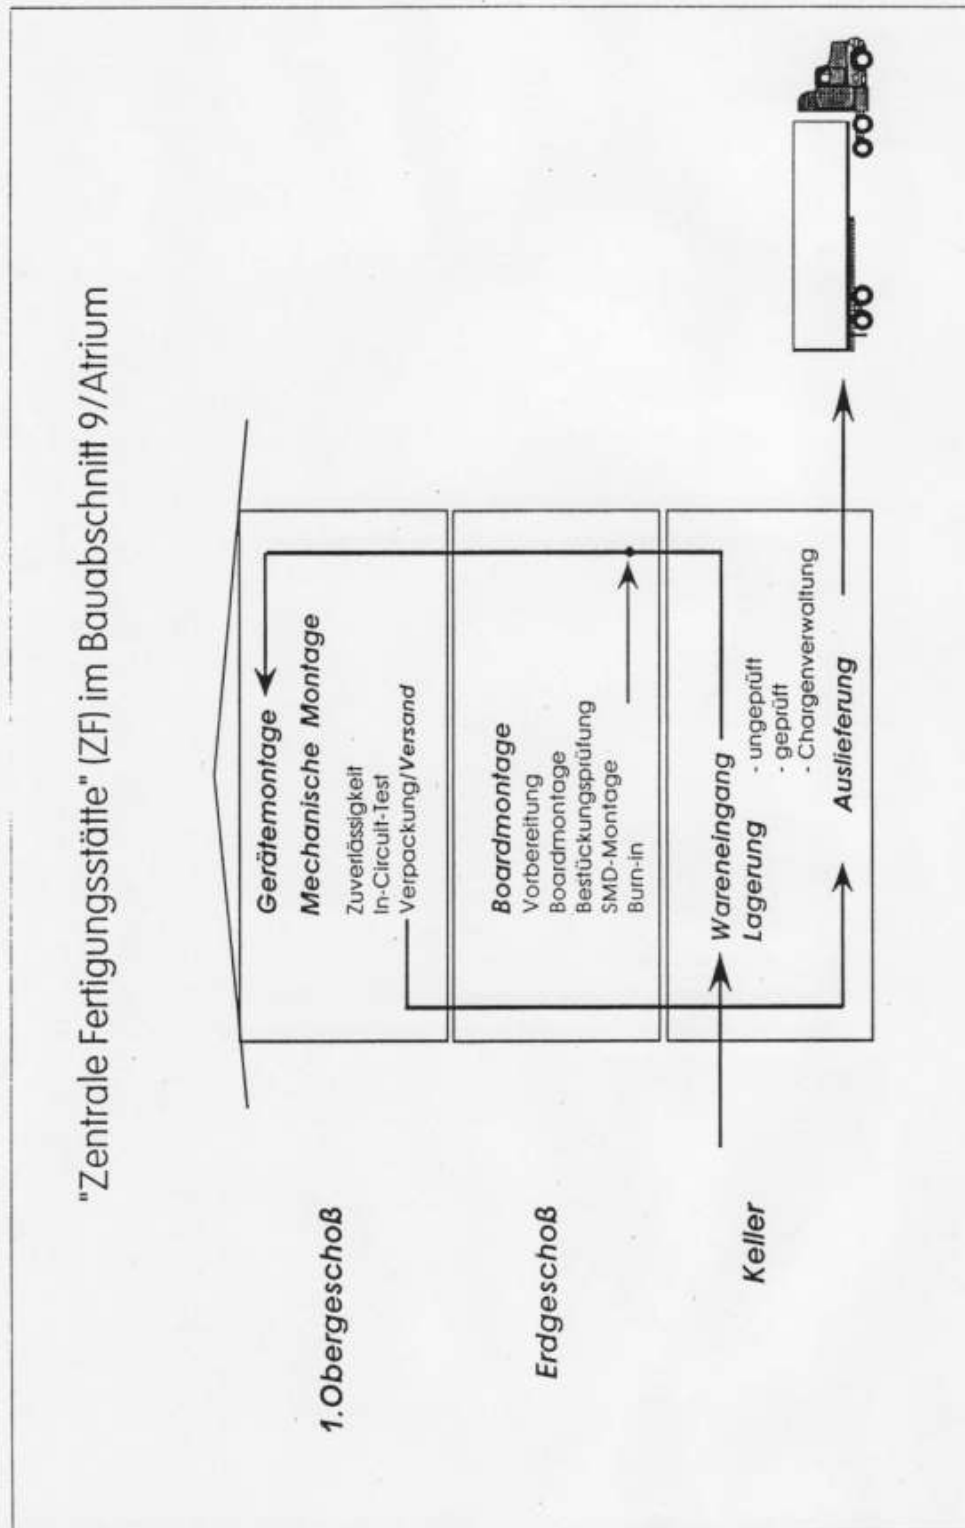 "Zentrale Fertigungsstätte" (ZF) im Bauabschnitt 9/Atrium
1.Obergeschoß
Gerätemontage
Mechanische Montage
Zuverlässigkeit
In-Circuit-Test
Verpackung/Versand
Erdgeschoß
Boardmontage
Vorbereitung
Boardmontage
Bestückungsprüfung
SMD-Montage
Burn-in
Keller
Wareneingang
Lagerung
- ungeprüft
- geprüft
- Chargenverwaltung
Auslieferung